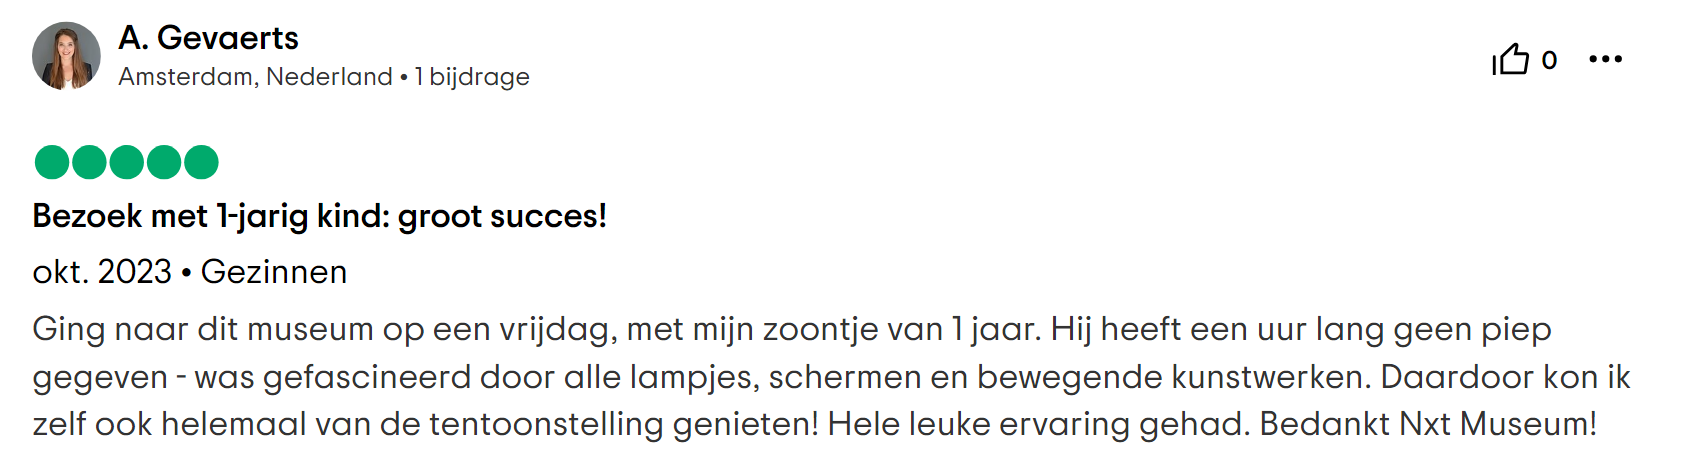 A. Gevaerts
Amsterdam, Nederland • 1 bijdrage
0
Bezoek met 1-jarig kind: groot succes!
okt. 2023 • Gezinnen
Ging naar dit museum op een vrijdag, met mijn zoontje van 1 jaar. Hij heeft een uur lang geen piep
gegeven - was gefascineerd door alle lampjes, schermen en bewegende kunstwerken. Daardoor kon ik
zelf ook helemaal van de tentoonstelling genieten! Hele leuke ervaring gehad. Bedankt Nxt Museum!